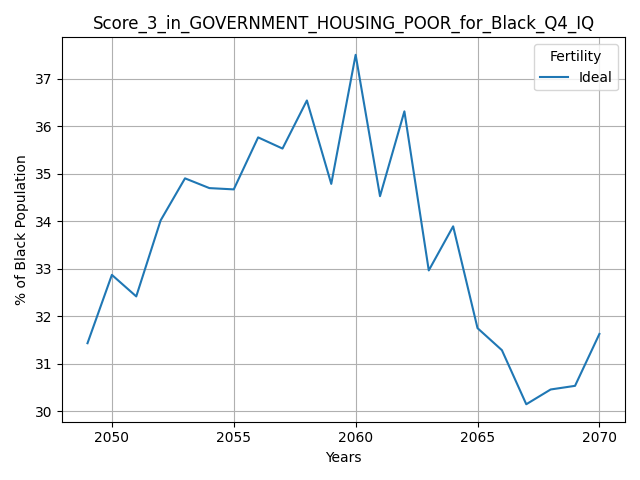 Score_3_in_GOVERNMENT_HOUSING_POOR_for_Black_Q4_IQ
Fertility
Ideal
% of Black Population
37
36
35
34
33
32
31
30
2050 2055 2060 2065 2070
Years